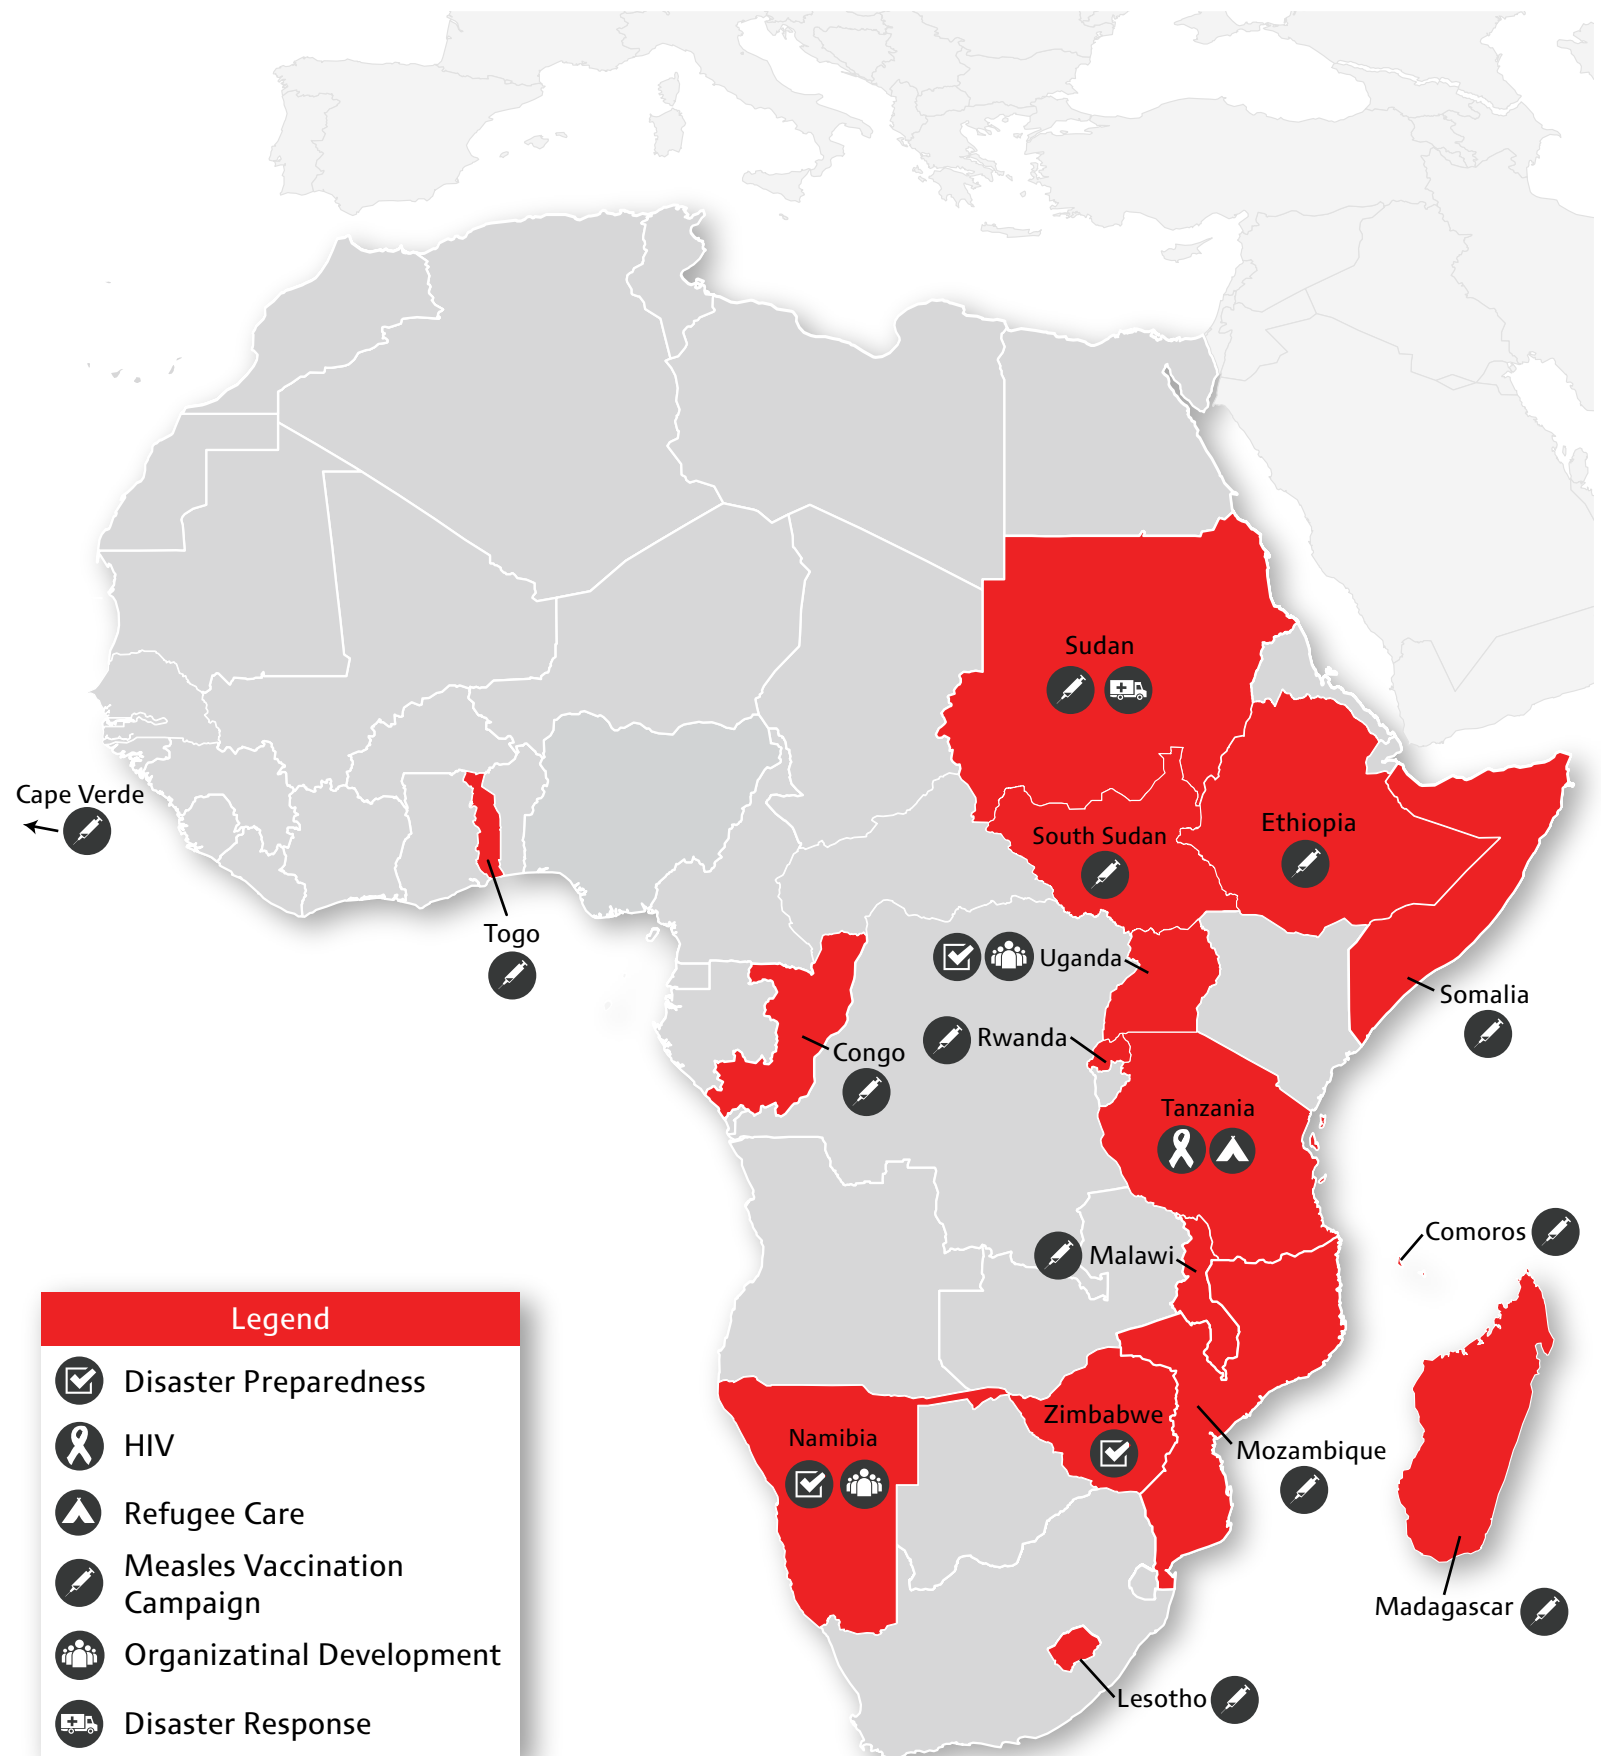 Sudan
Cape Verde
Ethiopia
South Sudan
Togo
Uganda
Somalia
Rwanda
Congo
Tanzania
Comoros
Malawi
Legend
Disaster Preparedness
HIV
Refugee Care
Measles Vaccination
Campaign
Organizatinal Development
Disaster Response
Zimbabwe
Namibia
Mozambique
Madagascar
Lesotho